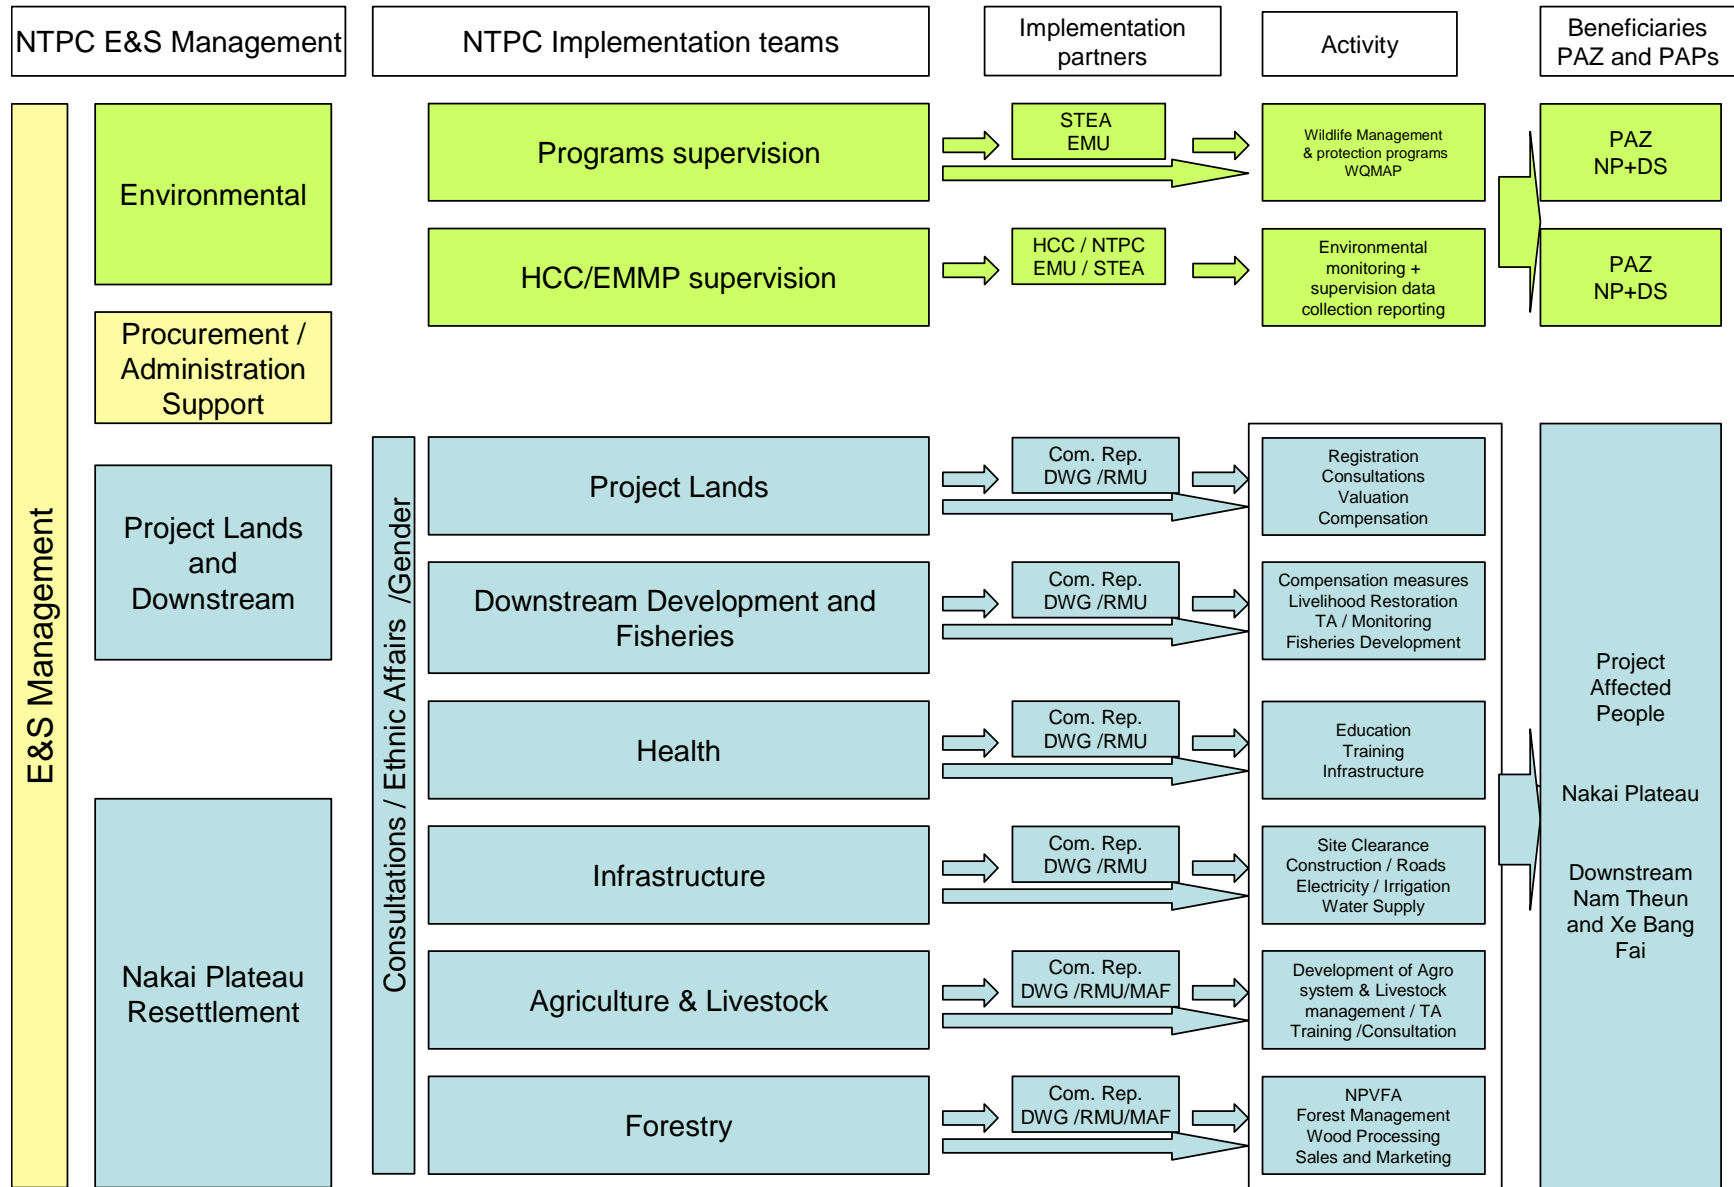 NTPC E&S Management
NTPC Implementation teams
Implementation
partners
Activity
Beneficiaries
PAZ and PAPs
E&S Management
Environmental
Programs supervision
STEA
EMU
Wildlife Management
& protection programs
WQMAP
PAZ
NP+DS
HCC/EMMP supervision
HCC / NTPC
EMU / STEA
Environmental
monitoring +
supervision data
collection reporting
PAZ
NP+DS
Procurement /
Administration
Support
Project Lands
and
Downstream
Nakai Plateau
Resettlement
Consultations / Ethnic Affairs /Gender
Project Lands
Com. Rep.
DWG /RMU
Registration
Consultations
Valuation
Compensation
Downstream Development and
Fisheries
Com. Rep.
DWG /RMU
Compensation measures
Livelihood Restoration
TA / Monitoring
Fisheries Development
Health
Com. Rep.
DWG /RMU
Education
Training
Infrastructure
Infrastructure
Com. Rep.
DWG /RMU
Site Clearance
Construction / Roads
Electricity / Irrigation
Water Supply
Agriculture & Livestock
Com. Rep.
DWG /RMU/MAF
Development of Agro
system & Livestock
management / TA
Training /Consultation
Forestry
Com. Rep.
DWG /RMU/MAF
NPVFA
Forest Management
Wood Processing
Sales and Marketing
Project
Affected
People
Nakai Plateau
Downstream
Nam Theun
and Xe Bang
Fai